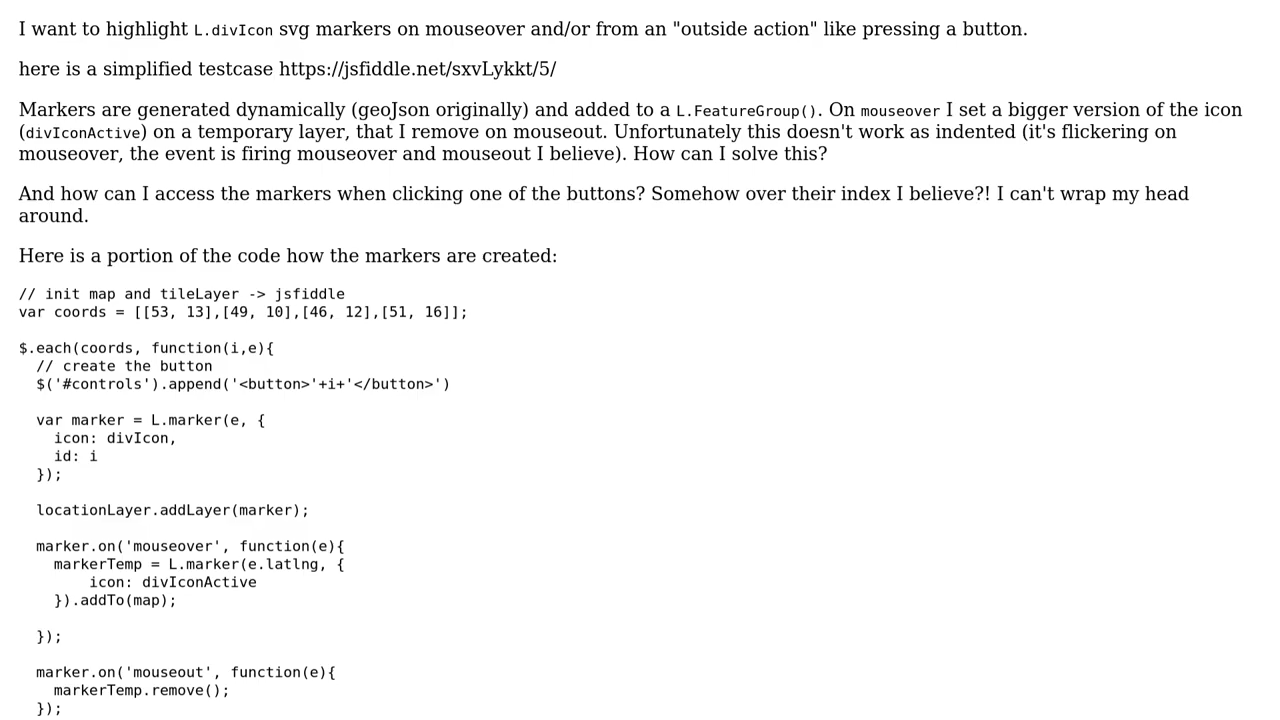 I want to highlight L.divIcon svg markers on mouseover and/or from an "outside action" like pressing a button.
here is a simplified testcase https://jsfiddle.net/sxvLykkt/5/
Markers are generated dynamically (geoJson originally) and added to a L.FeatureGroup(). On mouseover I set a bigger version of the icon
(divIconActive) on a temporary layer, that I remove on mouseout. Unfortunately this doesn't work as indented (it's flickering on
mouseover, the event is firing mouseover and mouseout I believe). How can I solve this?
And how can I access the markers when clicking one of the buttons? Somehow over their index I believe?! I can't wrap my head
around.
Here is a portion of the code how the markers are created:
// init map and tileLayer -> jsfiddle
var coords = [[53, 13],[49, 10],[46, 12],[51, 16]];
$.each(coords, function(i,e){
  // create the button
  $('#controls').append('<button>'+i+'</button>')
  var marker = L.marker(e, {
    icon: divIcon,
    id: i
  });
  locationLayer.addLayer(marker);
  marker.on('mouseover', function(e){
    markerTemp = L.marker(e.latlng, {
        icon: divIconActive
    }).addTo(map);
  });
  marker.on('mouseout', function(e){
    markerTemp.remove();
  });